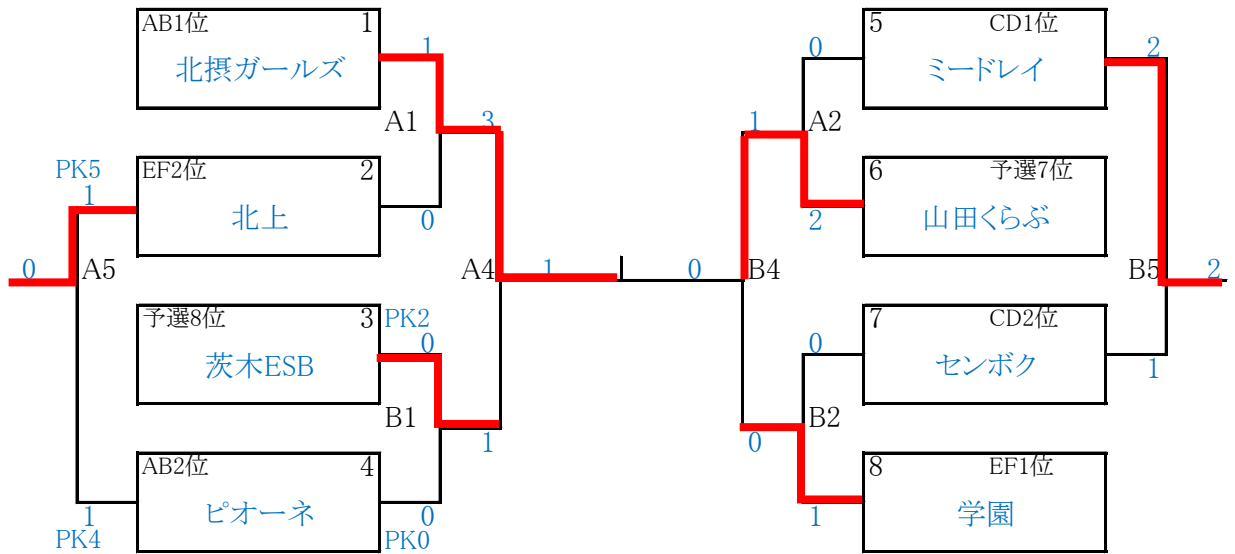 AB1位 1
北摂ガールズ
1
A1
3
PK5
1
EF2位 2
北上
0
0
A5
A4
1
予選8位 3
茨木ESB
PK2
0
B1
1
AB2位 4
ピオーネ
1
PK4
0
PK0
5 CD1位
ミードレイ
0
2
1
A2
6 予選7位
山田くらぶ
2
0
B4
B5
2
7 CD2位
センボク
0
1
B2
0
8 EF1位
学園
1